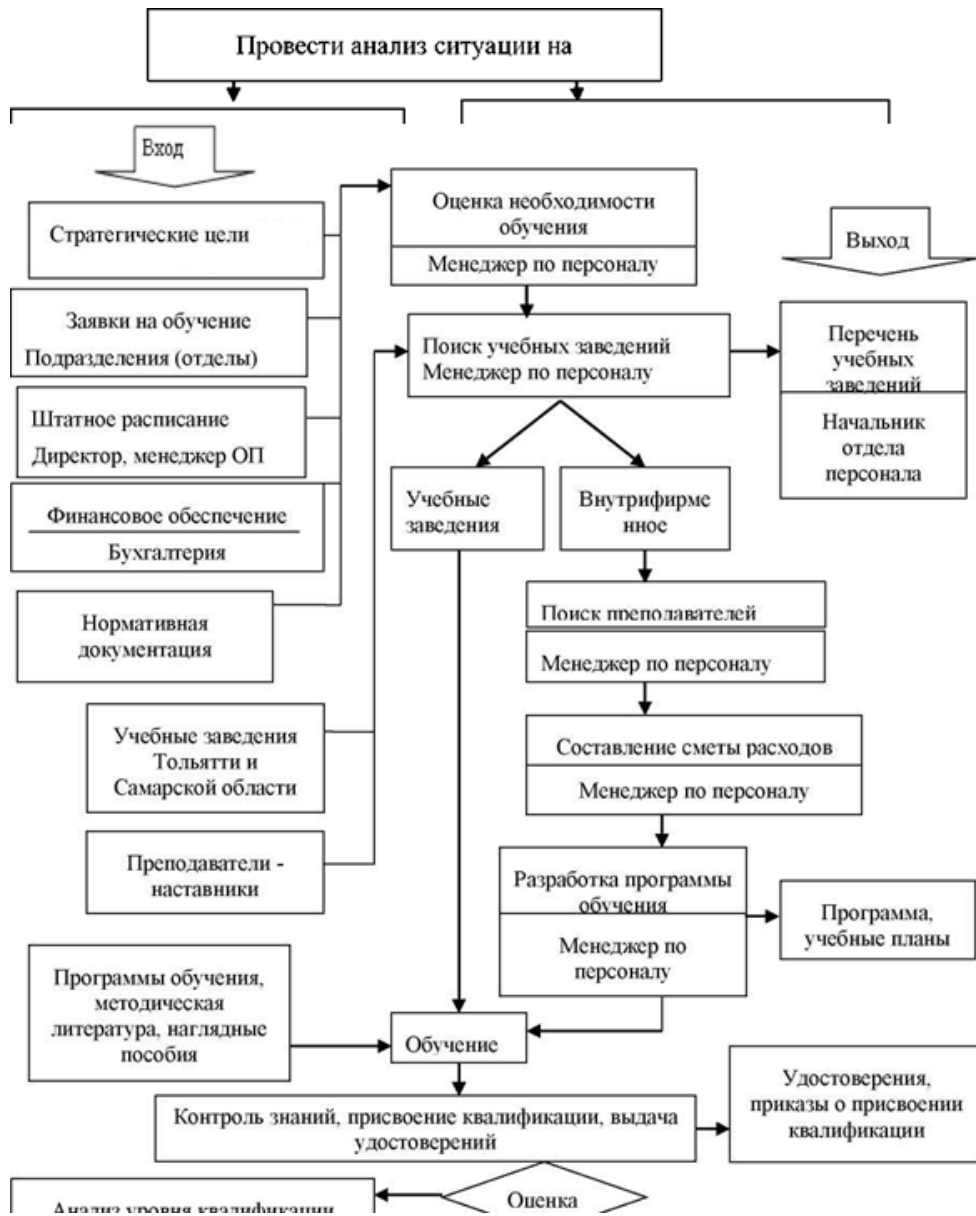 Провести анализ ситуации на
Вход
Стратегические цели
Заявки на обучение
Подразделения (отделы)
Штатное расписание
Директор, менеджер ОП
Финансовое обеспечение
Бухгалтерия
Нормативная
документация
Учебные заведения
Тольятти и
Самарской области
Преподаватели -
наставники
Программы обучения,
методическая
литература, наглядные
пособия
Оценка необходимости
обучения
Менеджер по персоналу
Поиск учебных заведений
Менеджер по персоналу
Учебные
заведения
Внутрифирме
нное
Поиск преподавателей
Менеджер по персоналу
Составление сметы расходов
Менеджер по персоналу
Разработка программы
обучения
Менеджер по
персоналу
Обучение
Контроль знаний, присвоение квалификации, выдача
удостоверений
Оценка
Анализ уровня квалификации
Выход
Перечень
учебных
заведений
Начальник
отдела
персонала
Программа,
учебные планы
Удостоверения,
приказы о присвоении
квалификации